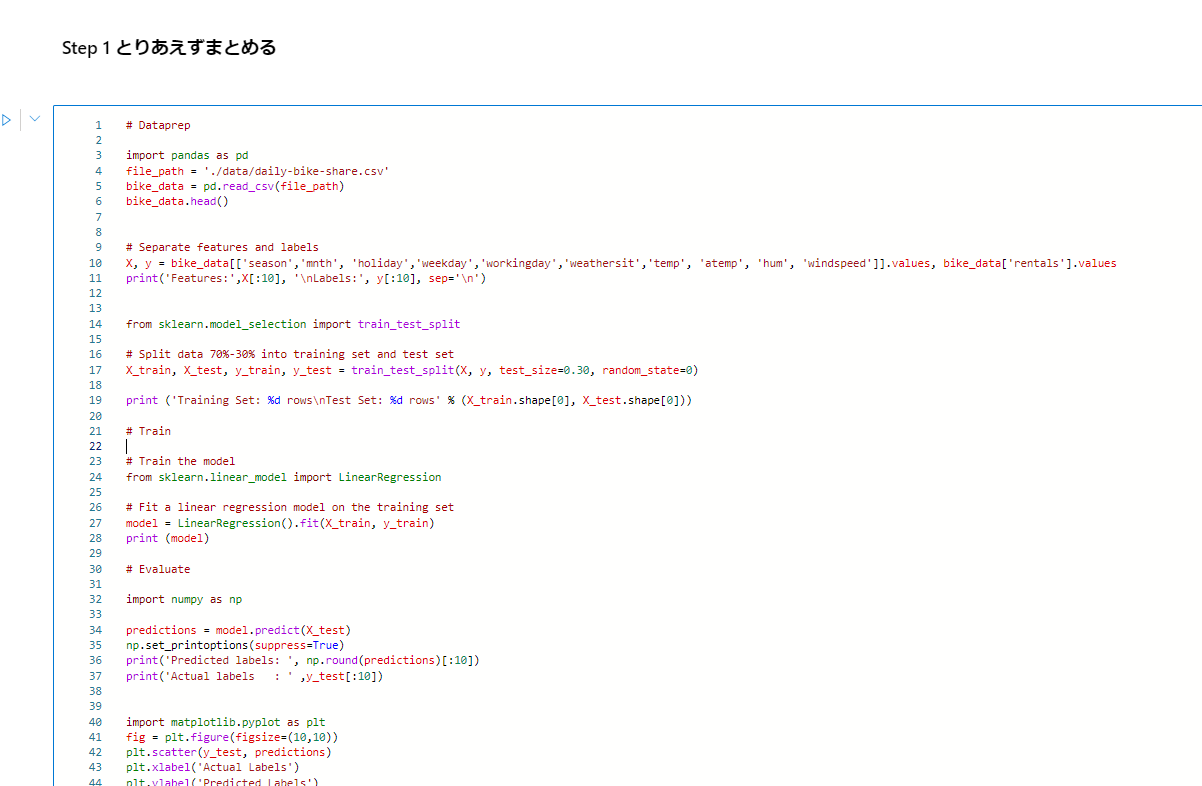 Step 1 とりあえずまとめる
1 # Dataprep
2
3 import pandas as pd
4 file_path = './data/daily-bike-share.csv'
5 bike_data = pd.read_csv(file_path)
6 bike_data.head()
7
8
9 # Separate features and labels
10 X, y = bike_data[['season','mnth', 'holiday','weekday','workingday','weathersit','temp', 'atemp', 'hum', 'windspeed']].values, bike_data['rentals'].values
11 print('Features:',X[:10], '\nLabels:', y[:10], sep='\n')
12
13
14 from sklearn.model_selection import train_test_split
15
16 # Split data 70%-30% into training set and test set
17 X_train, X_test, y_train, y_test = train_test_split(X, y, test_size=0.30, random_state=0)
18
19 print ('Training Set: %d rows\nTest Set: %d rows' % (X_train.shape[0], X_test.shape[0]))
20
21 # Train
22
23 # Train the model
24 from sklearn.linear_model import LinearRegression
25
26 # Fit a linear regression model on the training set
27 model = LinearRegression().fit(X_train, y_train)
28 print (model)
29
30 # Evaluate
31
32 import numpy as np
33
34 predictions = model.predict(X_test)
35 np.set_printoptions(suppress=True)
36 print('Predicted labels: ', np.round(predictions)[:10])
37 print('Actual labels   : ' ,y_test[:10])
38
39
40 import matplotlib.pyplot as plt
41 fig = plt.figure(figsize=(10,10))
42 plt.scatter(y_test, predictions)
43 plt.xlabel('Actual Labels')
44 plt.ylabel('Predicted Labels')